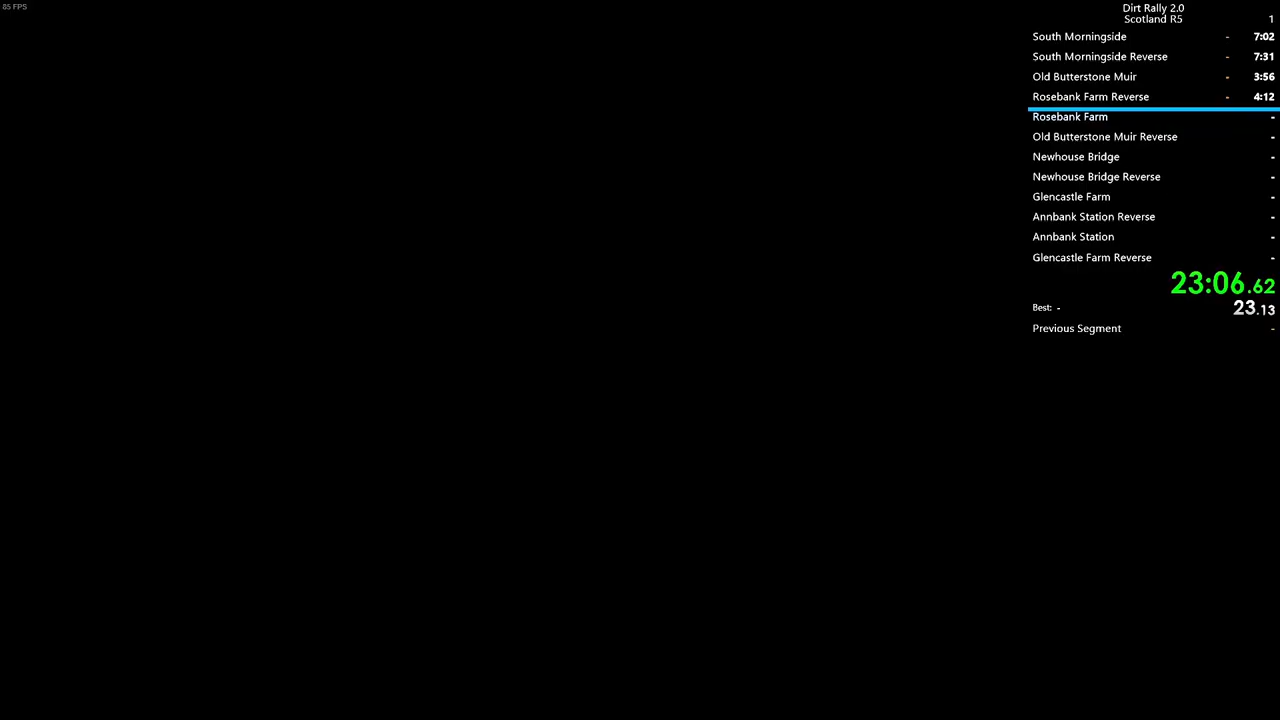 85 FPS
Dirt Rally 2.0
Scotland R5 1
South Morningside - 7:02
South Morningside Reverse - 7:31
Old Butterstone Muir - 3:56
Rosebank Farm Reverse - 4:12
Rosebank Farm -
Old Butterstone Muir Reverse -
Newhouse Bridge -
Newhouse Bridge Reverse -
Glencastle Farm -
Annbank Station Reverse -
Annbank Station -
Glencastle Farm Reverse -
23:06.62
Best: - 23.13
Previous Segment -